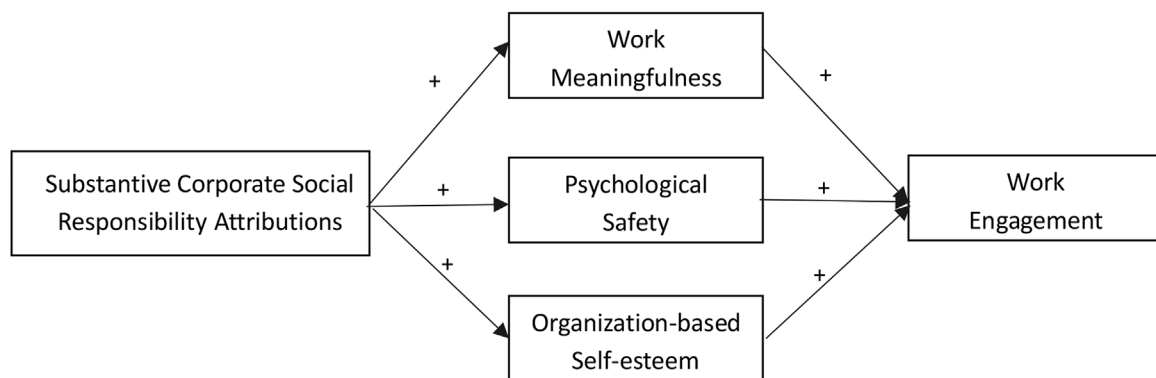 Work
Meaningfulness
+
+
Substantive Corporate Social
Responsibility Attributions
+
Psychological
Safety
+
Work
Engagement
+
+
Organization-based
Self-esteem